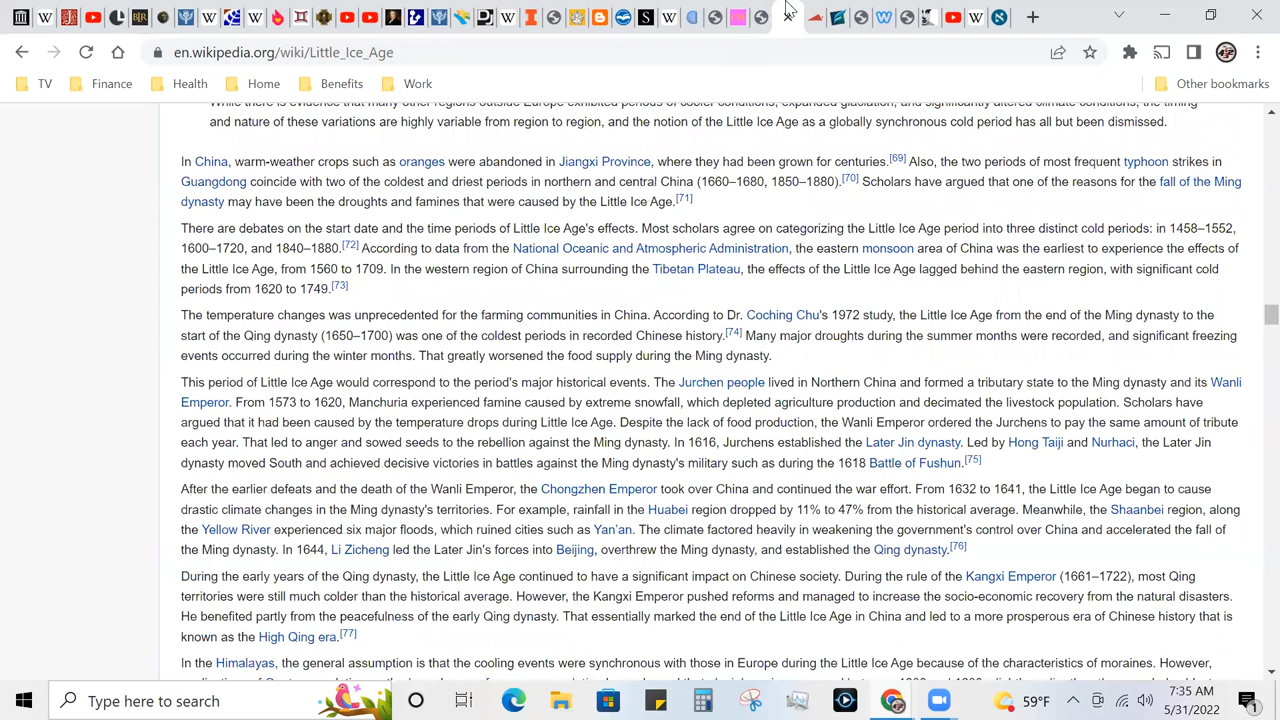 en.wikipedia.org/wiki/Little_Ice_Age
TV Finance Health Home Benefits Work Other bookmarks
While there is evidence that many other regions outside Europe exhibited periods of cooler conditions, expanded glaciation, and significantly altered climate conditions, the timing
and nature of these variations are highly variable from region to region, and the notion of the Little Ice Age as a globally synchronous cold period has all but been dismissed.
In China, warm-weather crops such as oranges were abandoned in Jiangxi Province, where they had been grown for centuries.[69] Also, the two periods of most frequent typhoon strikes in
Guangdong coincide with two of the coldest and driest periods in northern and central China (1660–1680, 1850–1880).[70] Scholars have argued that one of the reasons for the fall of the Ming
dynasty may have been the droughts and famines that were caused by the Little Ice Age.[71]
There are debates on the start date and the time periods of Little Ice Age's effects. Most scholars agree on categorizing the Little Ice Age period into three distinct cold periods: in 1458–1552,
1600–1720, and 1840–1880.[72] According to data from the National Oceanic and Atmospheric Administration, the eastern monsoon area of China was the earliest to experience the effects of
the Little Ice Age, from 1560 to 1709. In the western region of China surrounding the Tibetan Plateau, the effects of the Little Ice Age lagged behind the eastern region, with significant cold
periods from 1620 to 1749.[73]
The temperature changes was unprecedented for the farming communities in China. According to Dr. Coching Chu's 1972 study, the Little Ice Age from the end of the Ming dynasty to the
start of the Qing dynasty (1650–1700) was one of the coldest periods in recorded Chinese history.[74] Many major droughts during the summer months were recorded, and significant freezing
events occurred during the winter months. That greatly worsened the food supply during the Ming dynasty.
This period of Little Ice Age would correspond to the period's major historical events. The Jurchen people lived in Northern China and formed a tributary state to the Ming dynasty and its Wanli
Emperor. From 1573 to 1620, Manchuria experienced famine caused by extreme snowfall, which depleted agriculture production and decimated the livestock population. Scholars have
argued that it had been caused by the temperature drops during Little Ice Age. Despite the lack of food production, the Wanli Emperor ordered the Jurchens to pay the same amount of tribute
each year. That led to anger and sowed seeds to the rebellion against the Ming dynasty. In 1616, Jurchens established the Later Jin dynasty. Led by Hong Taiji and Nurhaci, the Later Jin
dynasty moved South and achieved decisive victories in battles against the Ming dynasty's military such as during the 1618 Battle of Fushun.[75]
After the earlier defeats and the death of the Wanli Emperor, the Chongzhen Emperor took over China and continued the war effort. From 1632 to 1641, the Little Ice Age began to cause
drastic climate changes in the Ming dynasty's territories. For example, rainfall in the Huabei region dropped by 11% to 47% from the historical average. Meanwhile, the Shaanbei region, along
the Yellow River experienced six major floods, which ruined cities such as Yan'an. The climate factored heavily in weakening the government's control over China and accelerated the fall of
the Ming dynasty. In 1644, Li Zicheng led the Later Jin's forces into Beijing, overthrew the Ming dynasty, and established the Qing dynasty.[76]
During the early years of the Qing dynasty, the Little Ice Age continued to have a significant impact on Chinese society. During the rule of the Kangxi Emperor (1661–1722), most Qing
territories were still much colder than the historical average. However, the Kangxi Emperor pushed reforms and managed to increase the socio-economic recovery from the natural disasters.
He benefited partly from the peacefulness of the early Qing dynasty. That essentially marked the end of the Little Ice Age in China and led to a more prosperous era of Chinese history that is
known as the High Qing era.[77]
In the Himalayas, the general assumption is that the cooling events were synchronous with those in Europe during the Little Ice Age because of the characteristics of moraines. However,
Type here to search
59°F
7:35 AM
5/31/2022